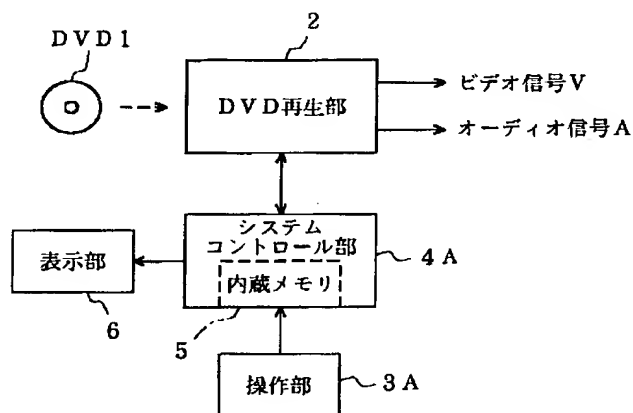 DVD1
2
DVD再生部
ビデオ信号V
オーディオ信号A
システム
コントロール部
内蔵メモリ
4A
表示部
6
5
操作部
3A